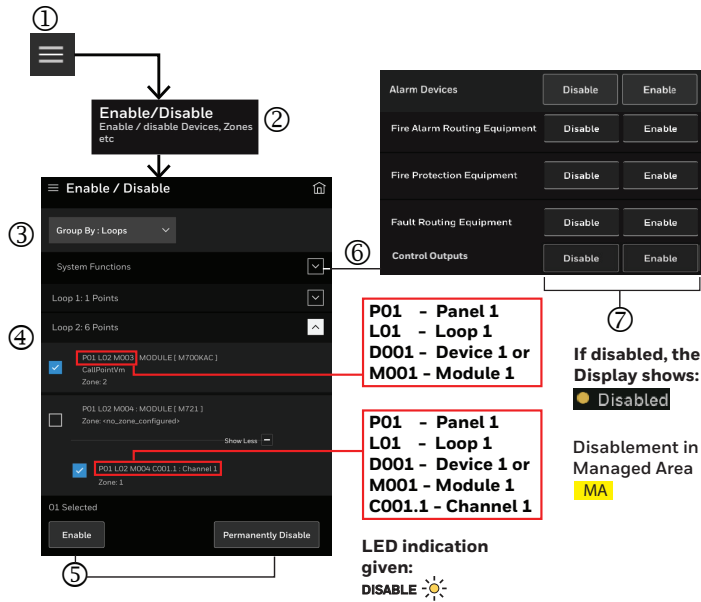 ①
Enable/Disable
Enable / disable Devices, Zones
etc
②
Enable / Disable
③
Group By : Loops
System Functions
⑥
Loop 1: 1 Points
④
Loop 2: 6 Points
P01 L02 M003 : MODULE [ M700KAC ]
CallPointVm
Zone: 2
P01 L02 M004 : MODULE [ M721 ]
Zone: <no_zone_configured>
Show Less
P01 L02 M004 C001.1 : Channel 1
Zone: 1
01 Selected
Enable
Permanently Disable
⑤
Alarm Devices Disable Enable
Fire Alarm Routing Equipment Disable Enable
Fire Protection Equipment Disable Enable
Fault Routing Equipment Disable Enable
Control Outputs Disable Enable
⑦
P01 - Panel 1
L01 - Loop 1
D001 - Device 1 or
M001 - Module 1
P01 - Panel 1
L01 - Loop 1
D001 - Device 1 or
M001 - Module 1
C001.1 - Channel 1
LED indication
given:
DISABLE
If disabled, the
Display shows:
Disabled
Disablement in
Managed Area
MA